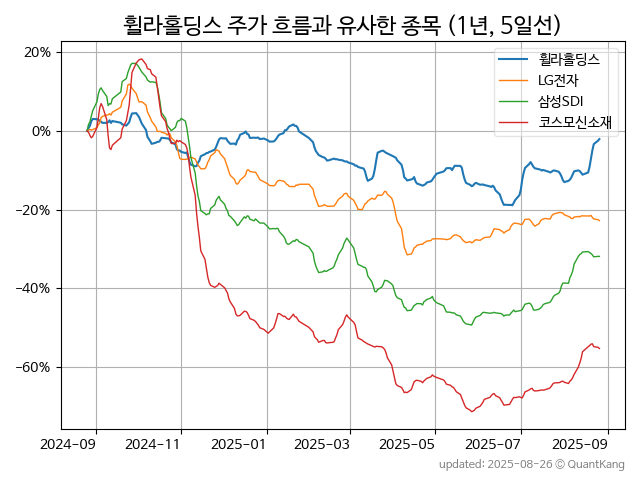 휠라홀딩스 주가 흐름과 유사한 종목 (1년, 5일선)
휠라홀딩스
LG전자
삼성SDI
코스모신소재
20%
0%
−20%
−40%
−60%
2024−09
2024−11
2025−01
2025−03
2025−05
2025−07
2025−09
updated: 2025-08-26 © QuantKang